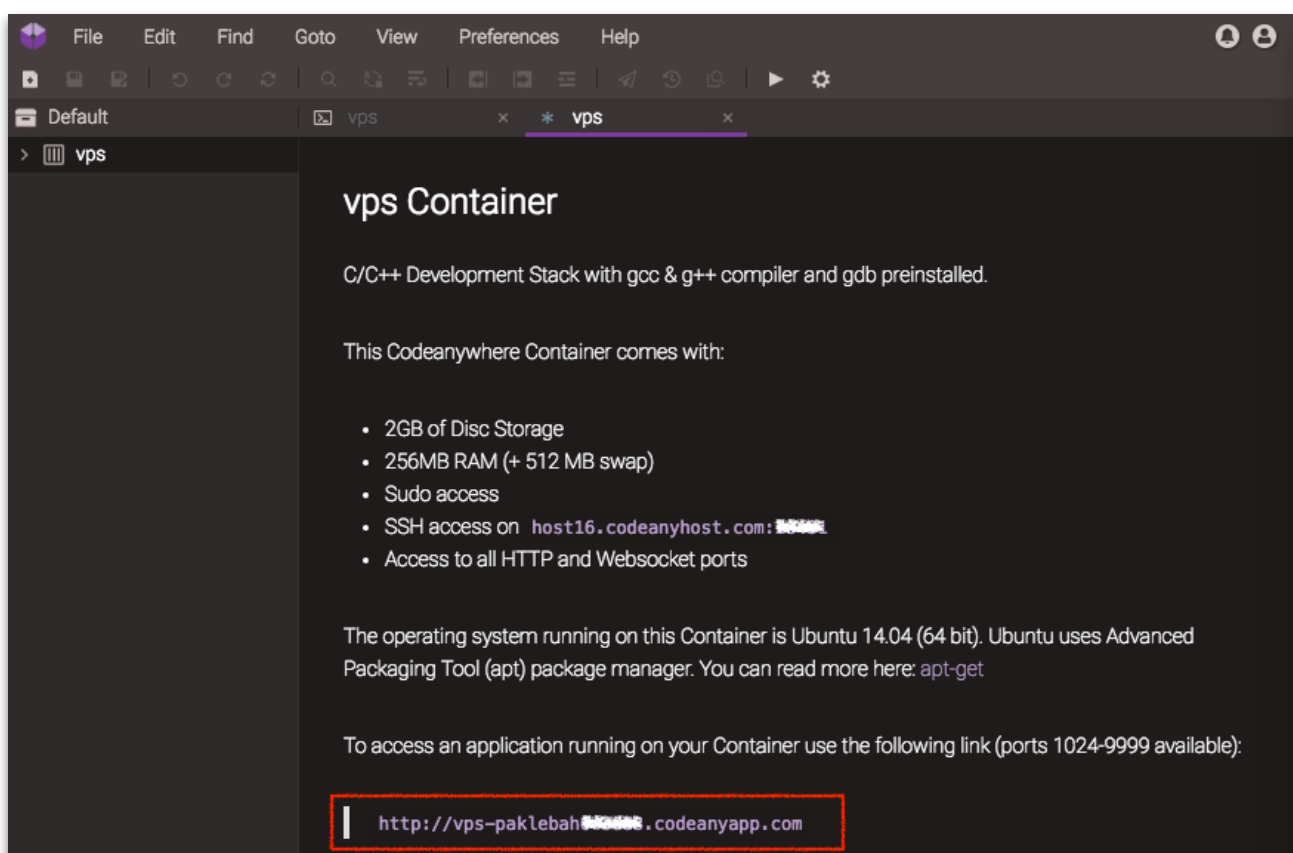 File Edit Find Goto View Preferences Help
Default
vps
vps
vps
vps Container
C/C++ Development Stack with gcc & g++ compiler and gdb preinstalled.
This Codeanywhere Container comes with:
• 2GB of Disc Storage
• 256MB RAM (+ 512 MB swap)
• Sudo access
• SSH access on host16.codeanyhost.com:
• Access to all HTTP and Websocket ports
The operating system running on this Container is Ubuntu 14.04 (64 bit). Ubuntu uses Advanced
Packaging Tool (apt) package manager. You can read more here: apt-get
To access an application running on your Container use the following link (ports 1024-9999 available):
http://vps-paklebah .codeanyapp.com